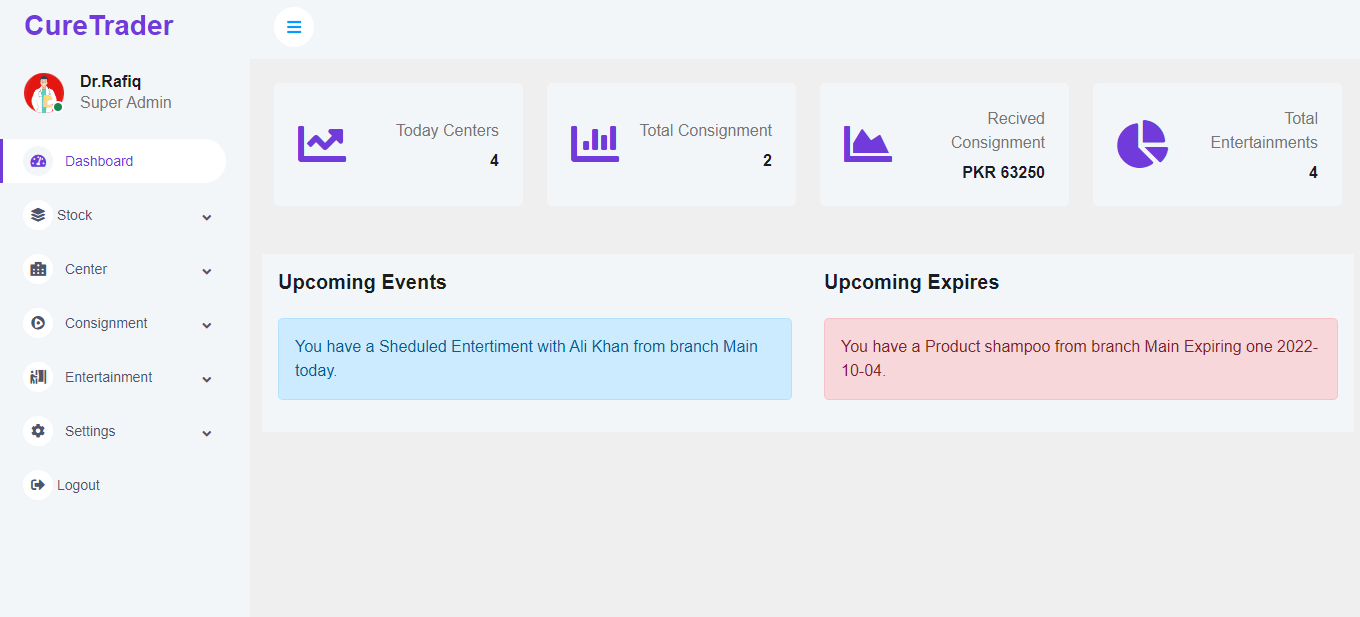 CureTrader
Dr.Rafiq
Super Admin
Dashboard
Stock
Center
Consignment
Entertainment
Settings
Logout
Today Centers
4
Total Consignment
2
Recived
Consignment
PKR 63250
Total
Entertainments
4
Upcoming Events
You have a Sheduled Entertiment with Ali Khan from branch Main
today.
Upcoming Expires
You have a Product shampoo from branch Main Expiring one 2022-
10-04.